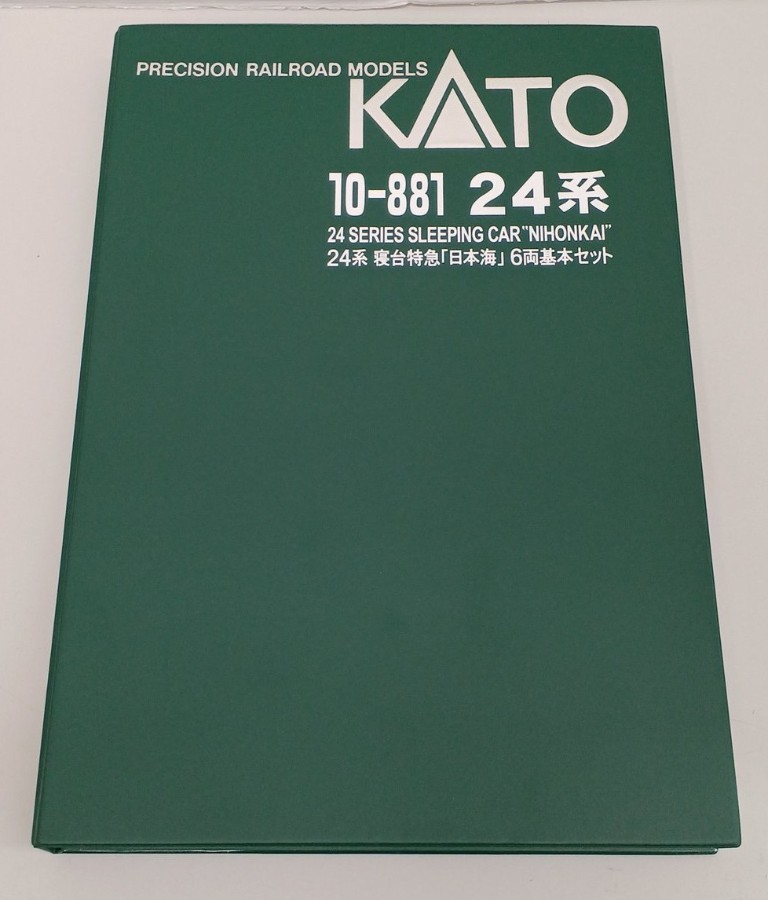 PRECISION RAILROAD MODELS
KATO
10-881 24系
24 SERIES SLEEPING CAR "NIHONKAI"
24系 寝台特急「日本海」6両基本セット